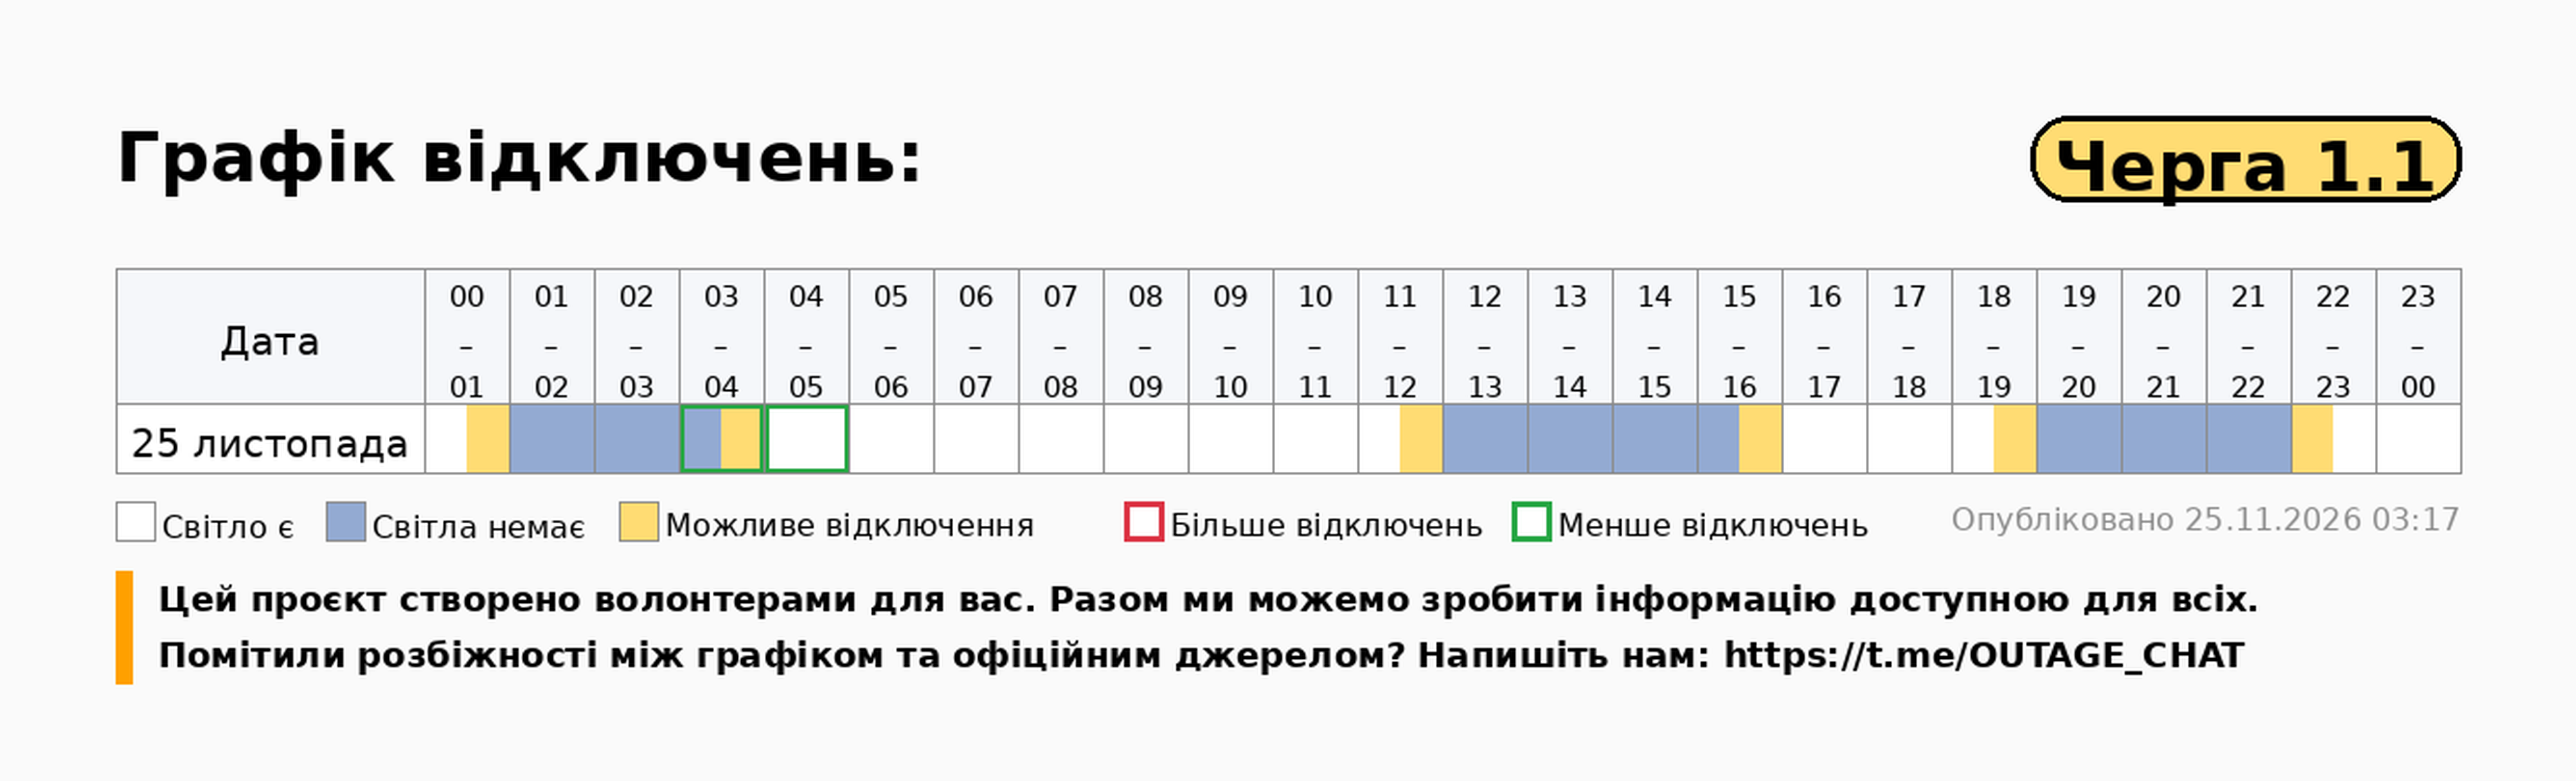 Графік відключень:
Черга 1.1
Дата 00 – 01 01 – 02 02 – 03 03 – 04 04 – 05 05 – 06 06 – 07 07 – 08 08 – 09 09 – 10 10 – 11 11 – 12 12 – 13 13 – 14 14 – 15 15 – 16 16 – 17 17 – 18 18 – 19 19 – 20 20 – 21 21 – 22 22 – 23 23 – 00
25 листопада
Світло є Світла немає Можливе відключення Більше відключень Менше відключень Опубліковано 25.11.2026 03:17
Цей проєкт створено волонтерами для вас. Разом ми можемо зробити інформацію доступною для всіх.
Помітили розбіжності між графіком та офіційним джерелом? Напишіть нам: https://t.me/OUTAGE_CHAT